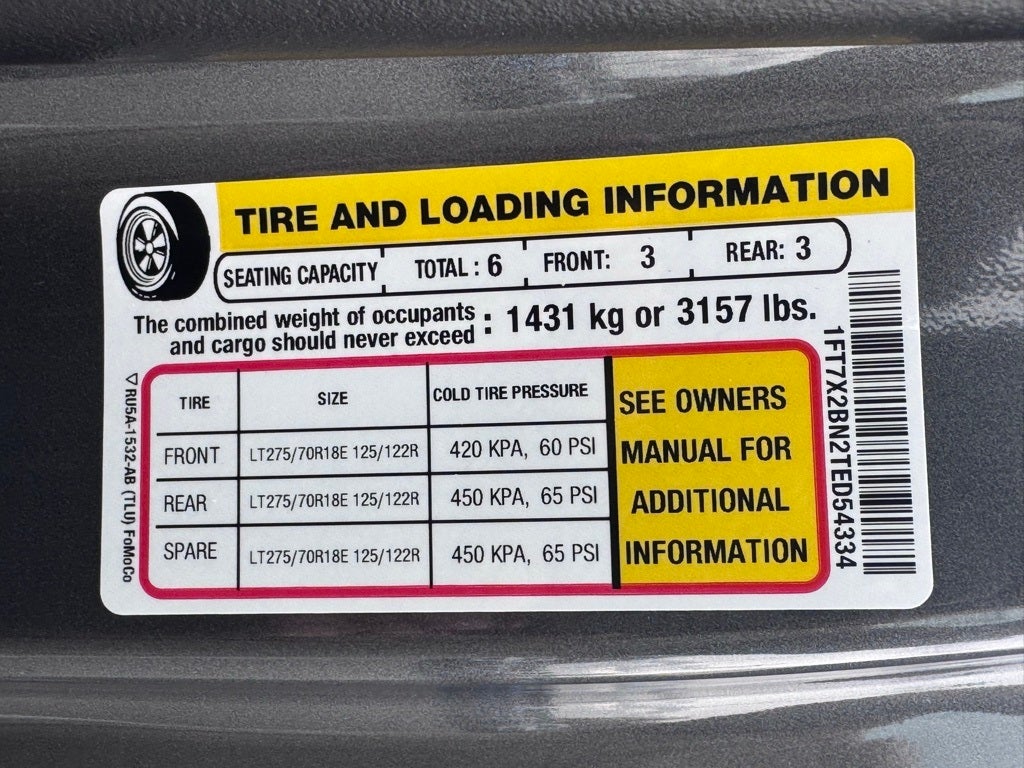 TIRE AND LOADING INFORMATION
SEATING CAPACITY TOTAL : 6 FRONT: 3 REAR: 3
The combined weight of occupants
and cargo should never exceed : 1431 kg or 3157 lbs.
TIRE SIZE COLD TIRE PRESSURE
FRONT LT275/70R18E 125/122R 420 KPA, 60 PSI
REAR LT275/70R18E 125/122R 450 KPA, 65 PSI
SPARE LT275/70R18E 125/122R 450 KPA, 65 PSI
SEE OWNERS
MANUAL FOR
ADDITIONAL
INFORMATION
RU5A-1532-AB (TLU) FoMoCo
1FT7X2BN2TED54334